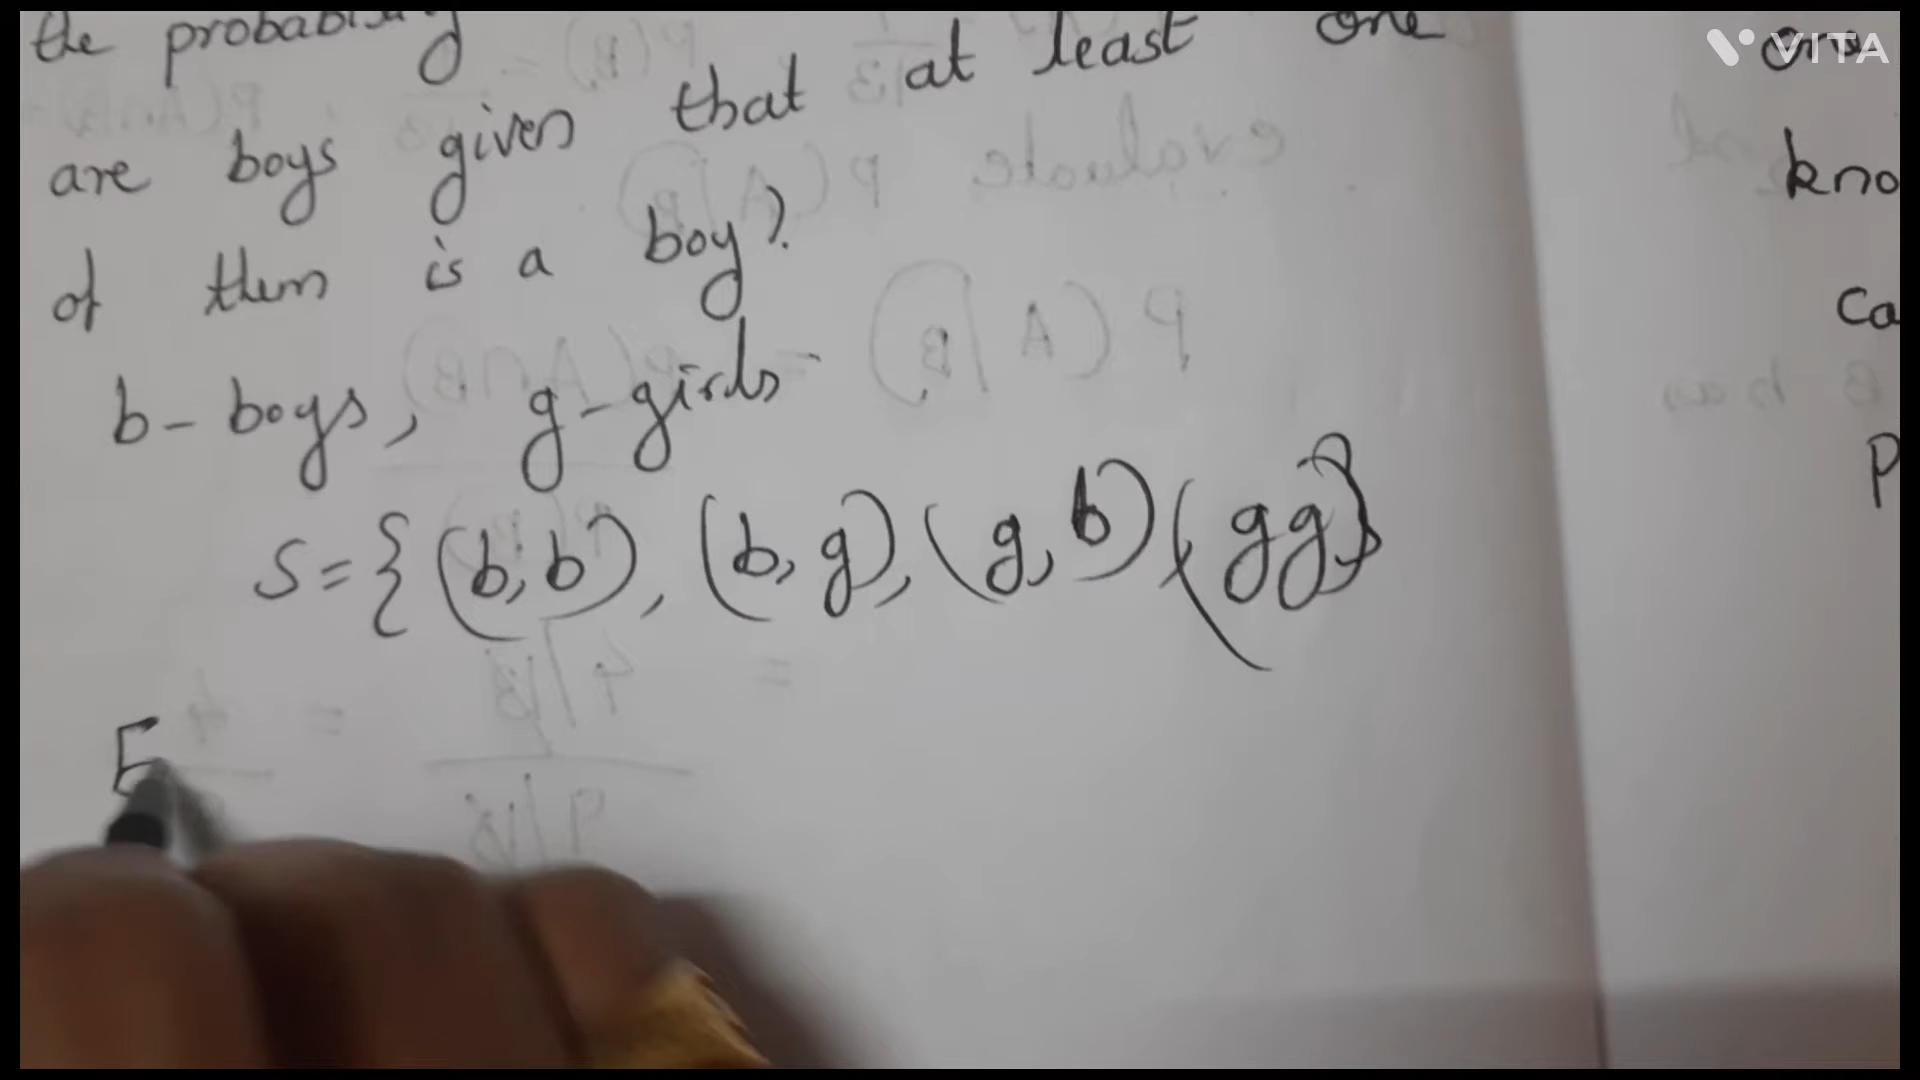 the probability
are boys given that at least one
of them is a boy?
b - boys, g - girls
S = { (b, b), (b, g), (g, b), (gg}
E
one
kno
Ca
P
VITA